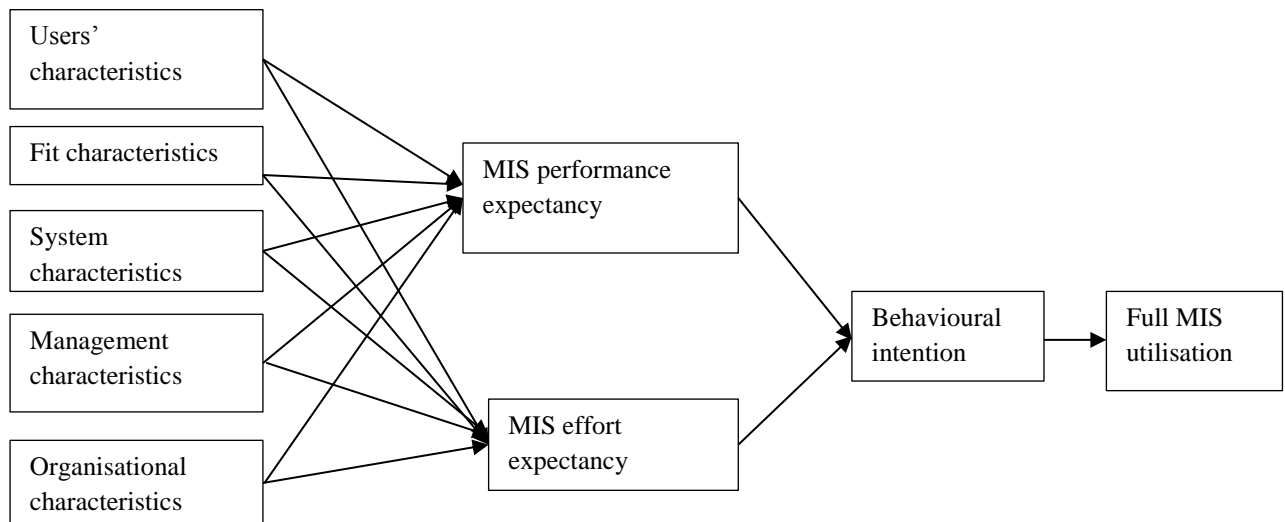 Users’
characteristics
Fit characteristics
System
characteristics
Management
characteristics
Organisational
characteristics
MIS performance
expectancy
MIS effort
expectancy
Behavioural
intention
Full MIS
utilisation